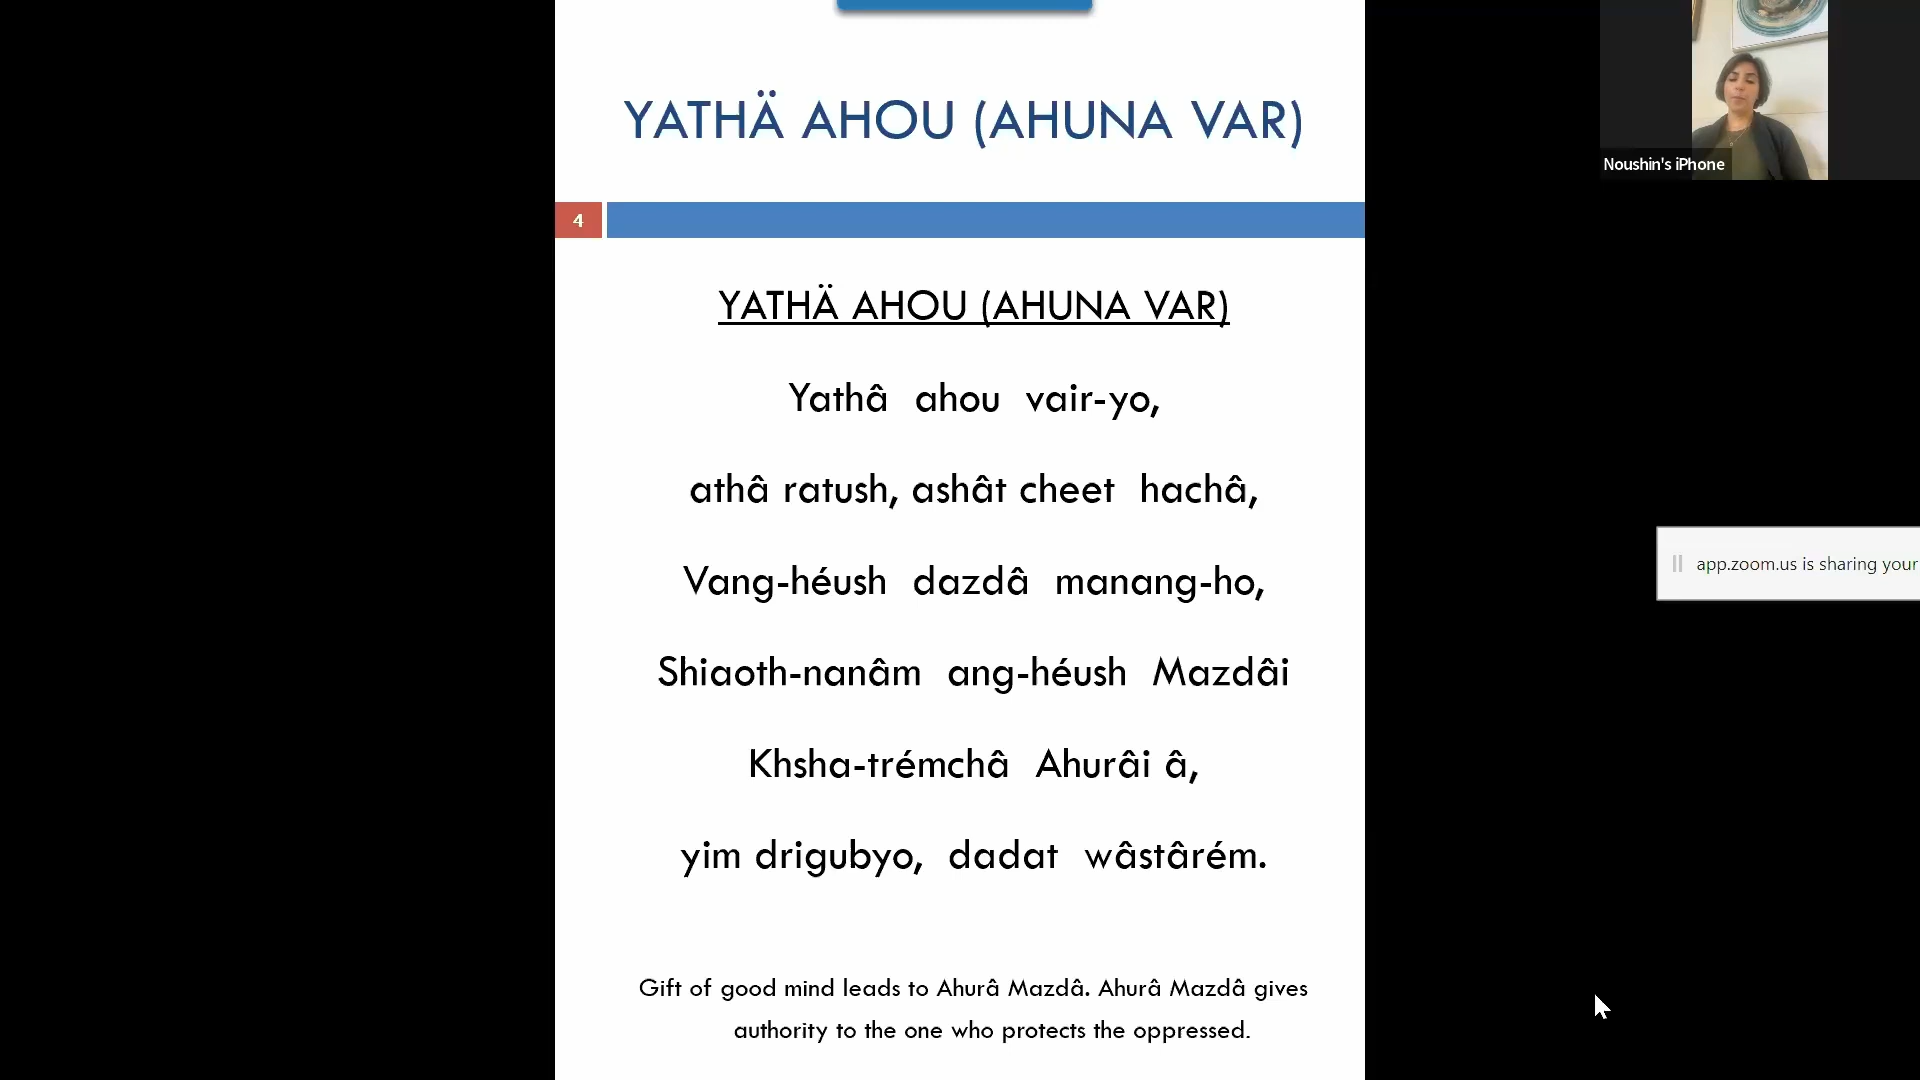 YATHÄ AHOU (AHUNA VAR)
Noushin's iPhone
4
YATHÄ AHOU (AHUNA VAR)
Yathâ ahou vair-yo,
athâ ratush, ashât cheet hachâ,
Vang-héush dazdâ manang-ho,
app.zoom.us is sharing your
Shiaoth-nanâm ang-héush Mazdâi
Khsha-trémchâ Ahurâi â,
yim drigubyo, dadat wâstârém.
Gift of good mind leads to Ahurâ Mazdâ. Ahurâ Mazdâ gives
authority to the one who protects the oppressed.